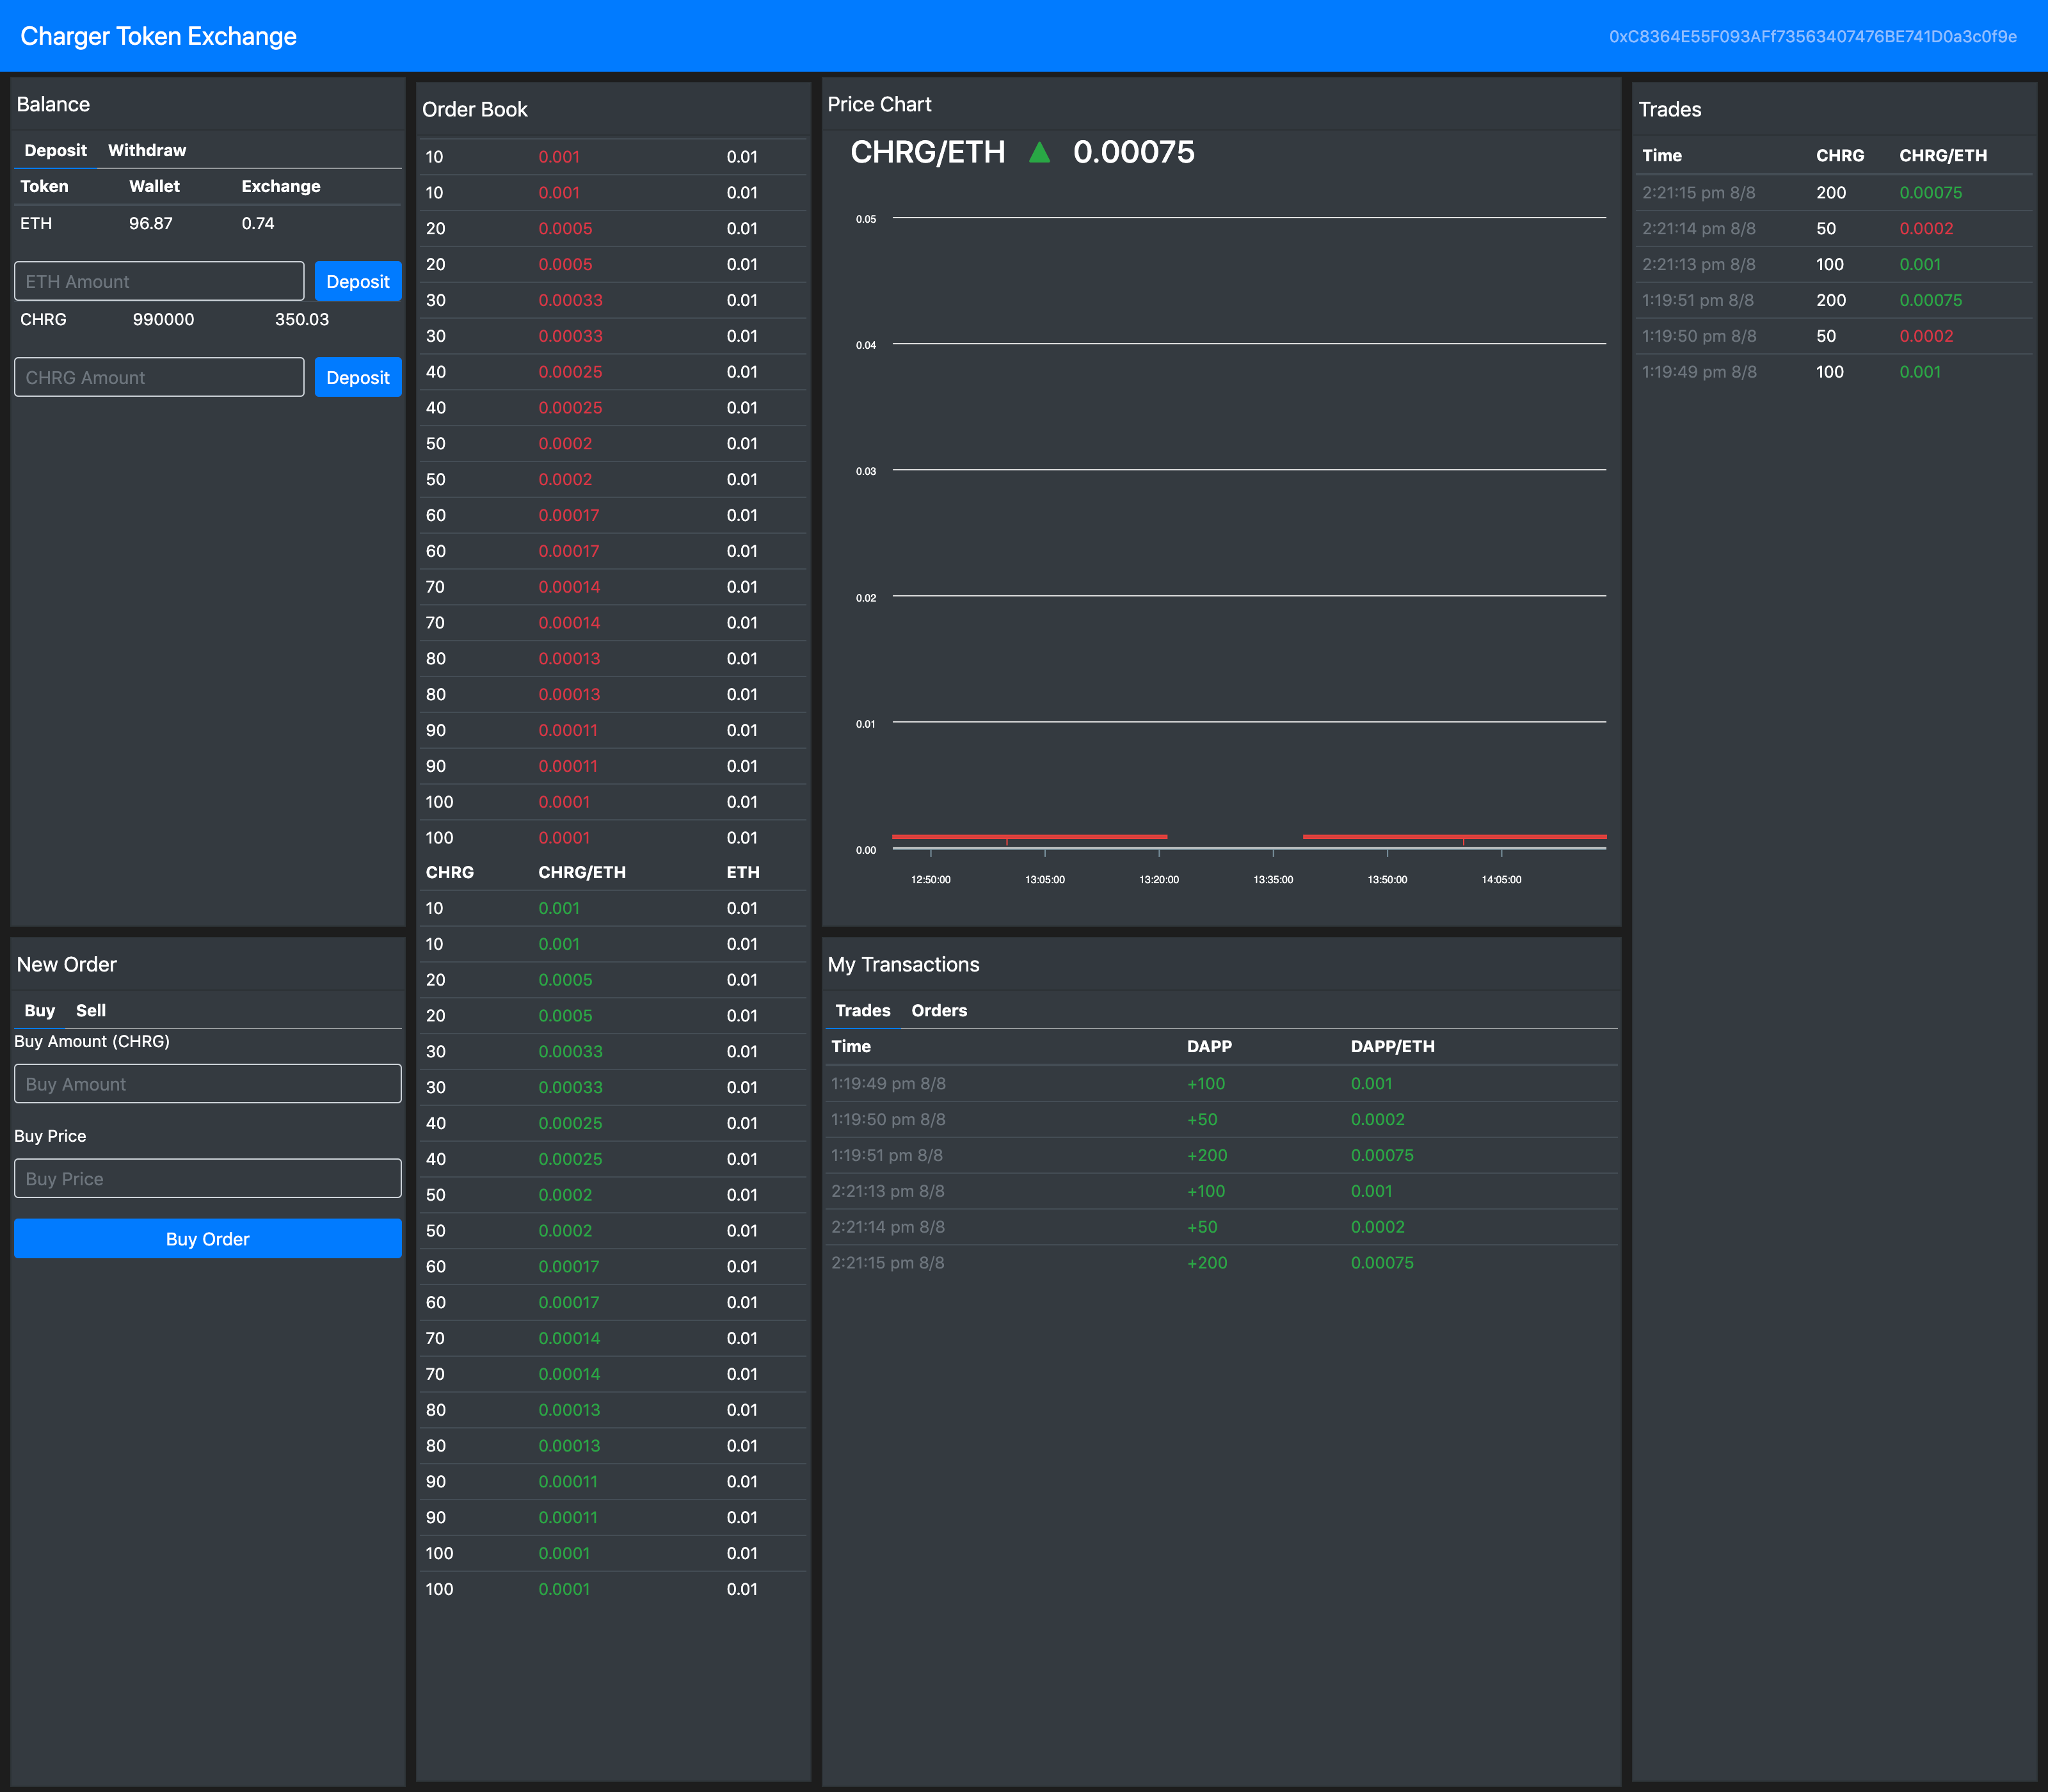 Charger Token Exchange
0xC8364E55F093AFf73563407476BE741D0a3c0f9e
Balance
Deposit Withdraw
Token Wallet Exchange
ETH 96.87 0.74
ETH Amount Deposit
CHRG 990000 350.03
CHRG Amount Deposit
New Order
Buy Sell
Buy Amount (CHRG)
Buy Amount
Buy Price
Buy Price
Buy Order
Order Book
10 0.001 0.01
10 0.001 0.01
20 0.0005 0.01
20 0.0005 0.01
30 0.00033 0.01
30 0.00033 0.01
40 0.00025 0.01
40 0.00025 0.01
50 0.0002 0.01
50 0.0002 0.01
60 0.00017 0.01
60 0.00017 0.01
70 0.00014 0.01
70 0.00014 0.01
80 0.00013 0.01
80 0.00013 0.01
90 0.00011 0.01
90 0.00011 0.01
100 0.0001 0.01
100 0.0001 0.01
CHRG CHRG/ETH ETH
10 0.001 0.01
10 0.001 0.01
20 0.0005 0.01
20 0.0005 0.01
30 0.00033 0.01
30 0.00033 0.01
40 0.00025 0.01
40 0.00025 0.01
50 0.0002 0.01
50 0.0002 0.01
60 0.00017 0.01
60 0.00017 0.01
70 0.00014 0.01
70 0.00014 0.01
80 0.00013 0.01
80 0.00013 0.01
90 0.00011 0.01
90 0.00011 0.01
100 0.0001 0.01
100 0.0001 0.01
Price Chart
CHRG/ETH ▲ 0.00075
0.05
0.04
0.03
0.02
0.01
0.00
12:50:00 13:05:00 13:20:00 13:35:00 13:50:00 14:05:00
My Transactions
Trades Orders
Time DAPP DAPP/ETH
1:19:49 pm 8/8 +100 0.001
1:19:50 pm 8/8 +50 0.0002
1:19:51 pm 8/8 +200 0.00075
2:21:13 pm 8/8 +100 0.001
2:21:14 pm 8/8 +50 0.0002
2:21:15 pm 8/8 +200 0.00075
Trades
Time CHRG CHRG/ETH
2:21:15 pm 8/8 200 0.00075
2:21:14 pm 8/8 50 0.0002
2:21:13 pm 8/8 100 0.001
1:19:51 pm 8/8 200 0.00075
1:19:50 pm 8/8 50 0.0002
1:19:49 pm 8/8 100 0.001